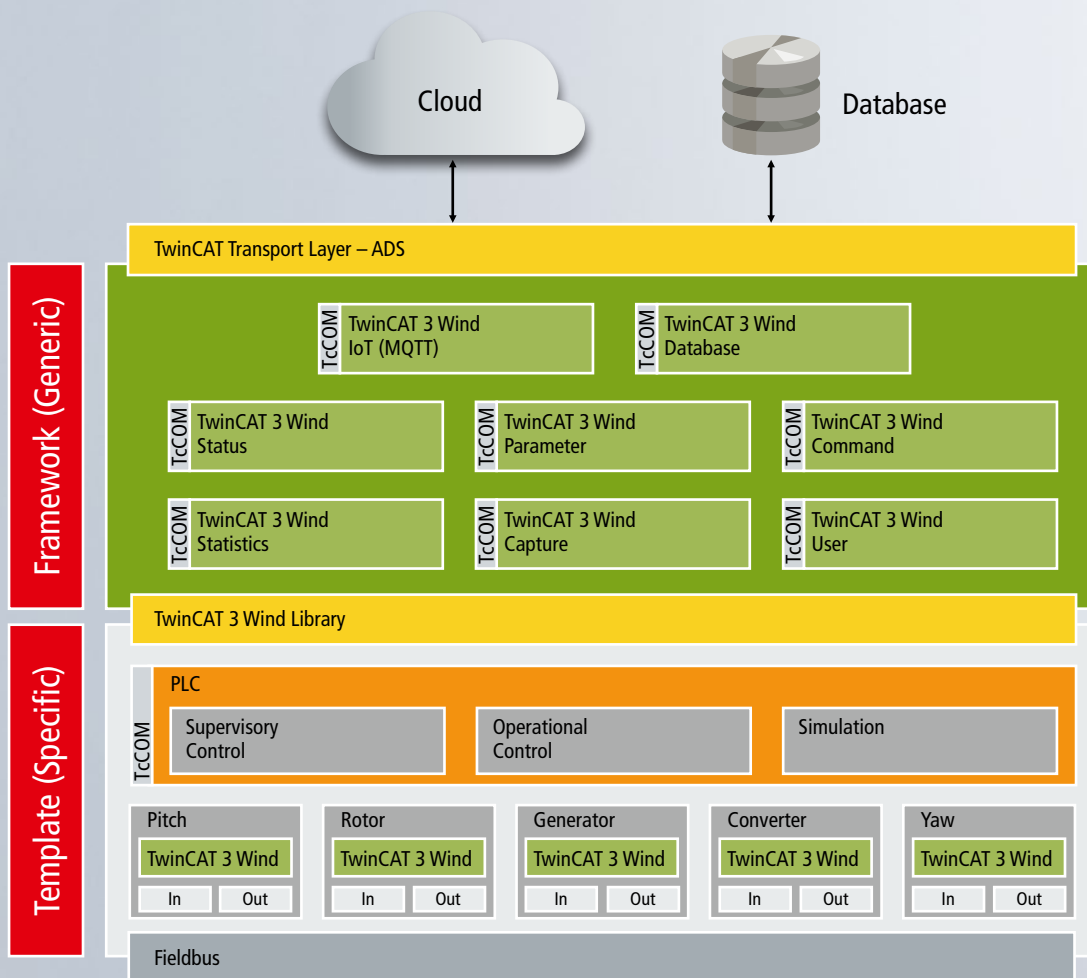 Cloud
Database
TwinCAT Transport Layer – ADS
Framework (Generic)
TcCOM
TwinCAT 3 Wind
IoT (MQTT)
TcCOM
TwinCAT 3 Wind
Database
TcCOM
TwinCAT 3 Wind
Status
TcCOM
TwinCAT 3 Wind
Parameter
TcCOM
TwinCAT 3 Wind
Command
TcCOM
TwinCAT 3 Wind
Statistics
TcCOM
TwinCAT 3 Wind
Capture
TcCOM
TwinCAT 3 Wind
User
TwinCAT 3 Wind Library
Template (Specific)
TcCOM
PLC
Supervisory
Control
Operational
Control
Simulation
Pitch
TwinCAT 3 Wind
In
Out
Rotor
TwinCAT 3 Wind
In
Out
Generator
TwinCAT 3 Wind
In
Out
Converter
TwinCAT 3 Wind
In
Out
Yaw
TwinCAT 3 Wind
In
Out
Fieldbus